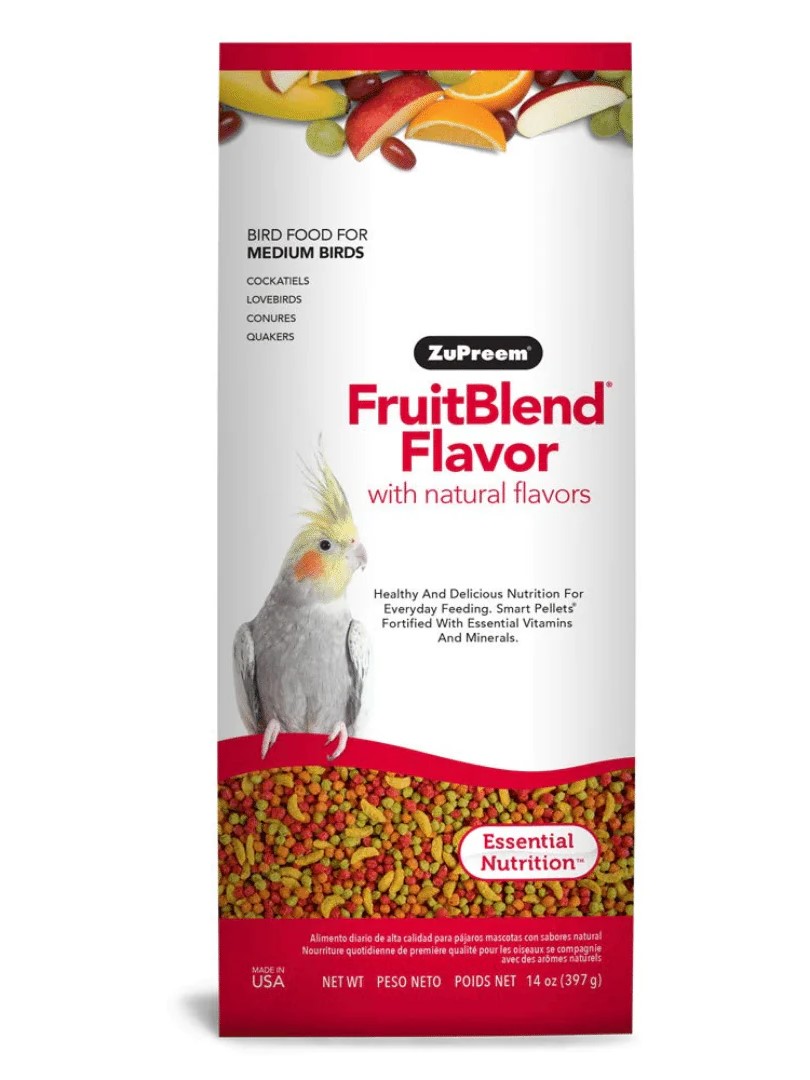 BIRD FOOD FOR
MEDIUM BIRDS
COCKATIELS
LOVEBIRDS
CONURES
QUAKERS
ZuPreem®
FruitBlend®
Flavor
with natural flavors
Healthy And Delicious Nutrition For
Everyday Feeding. Smart Pellets®
Fortified With Essential Vitamins
And Minerals.
Essential
Nutrition™
Alimento diario de alta calidad para pájaros mascotas con sabores natural
Nourriture quotidienne de première qualité pour les oiseaux se compagnie
avec des arômes naturels
MADE IN
USA
NET WT PESO NETO POIDS NET 14 oz (397 g)